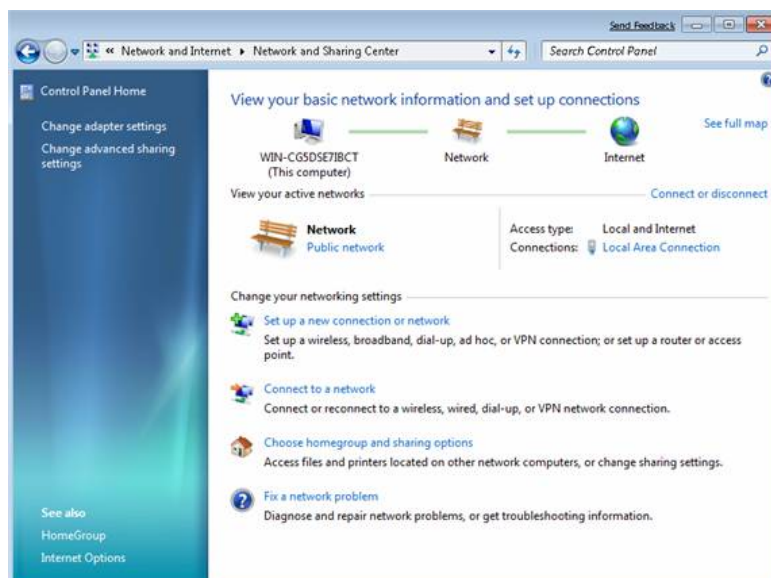 Send Feedback
« Network and Internet ▸ Network and Sharing Center
Search Control Panel
Control Panel Home
Change adapter settings
Change advanced sharing
settings
See also
HomeGroup
Internet Options
View your basic network information and set up connections
See full map
WIN-CG5DSE7IBCT
(This computer)
Network
Internet
View your active networks
Connect or disconnect
Network
Public network
Access type: Local and Internet
Connections: Local Area Connection
Change your networking settings
Set up a new connection or network
Set up a wireless, broadband, dial-up, ad hoc, or VPN connection; or set up a router or access
point.
Connect to a network
Connect or reconnect to a wireless, wired, dial-up, or VPN network connection.
Choose homegroup and sharing options
Access files and printers located on other network computers, or change sharing settings.
Fix a network problem
Diagnose and repair network problems, or get troubleshooting information.